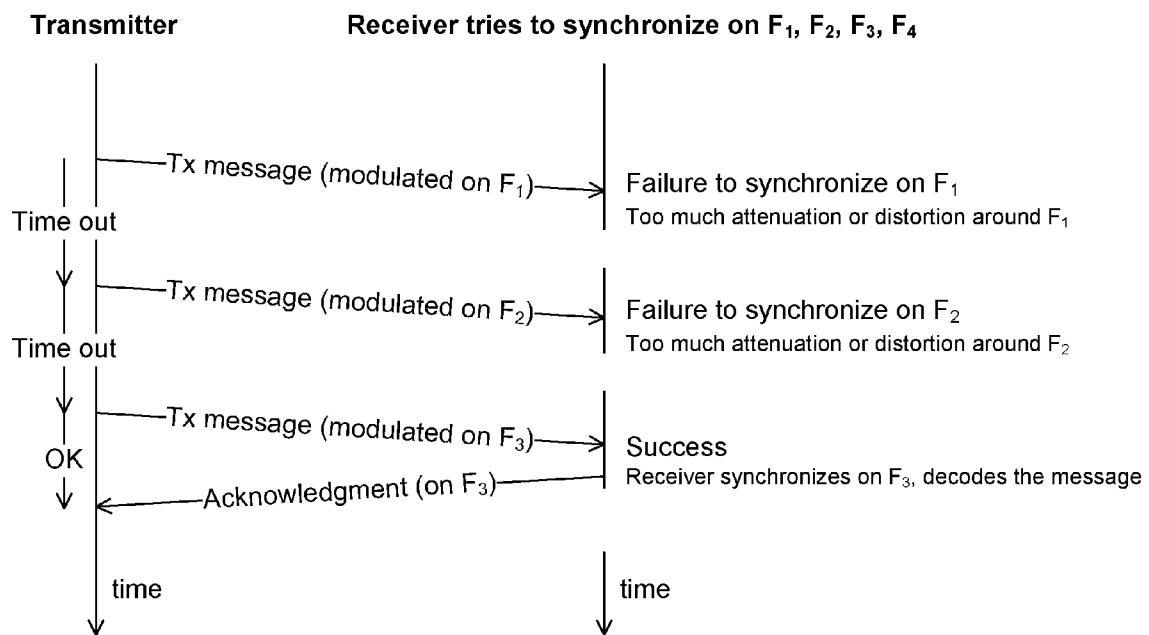 Transmitter
Receiver tries to synchronize on F₁, F₂, F₃, F₄
Tx message (modulated on F₁)
Failure to synchronize on F₁
Too much attenuation or distortion around F₁
Time out
Tx message (modulated on F₂)
Failure to synchronize on F₂
Too much attenuation or distortion around F₂
Time out
Tx message (modulated on F₃)
Success
OK
Receiver synchronizes on F₃, decodes the message
Acknowledgment (on F₃)
time
time